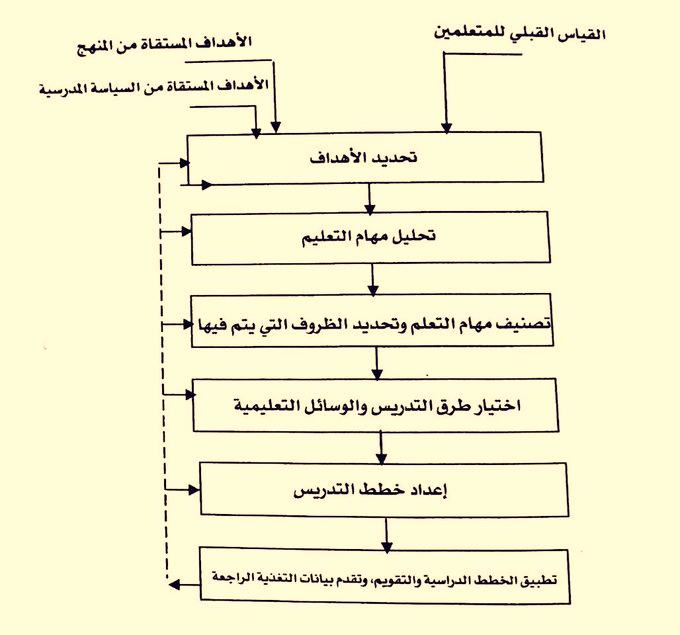 القياس القبلي للمتعلمين
الأهداف المستقاة من المنهج
الأهداف المستقاة من السياسة المدرسية
تحديد الأهداف
تحليل مهام التعليم
تصنيف مهام التعلم وتحديد الظروف التي يتم فيها
اختيار طرق التدريس والوسائل التعليمية
إعداد خطط التدريس
تطبيق الخطط الدراسية والتقويم، وتقدم بيانات التغذية الراجعة